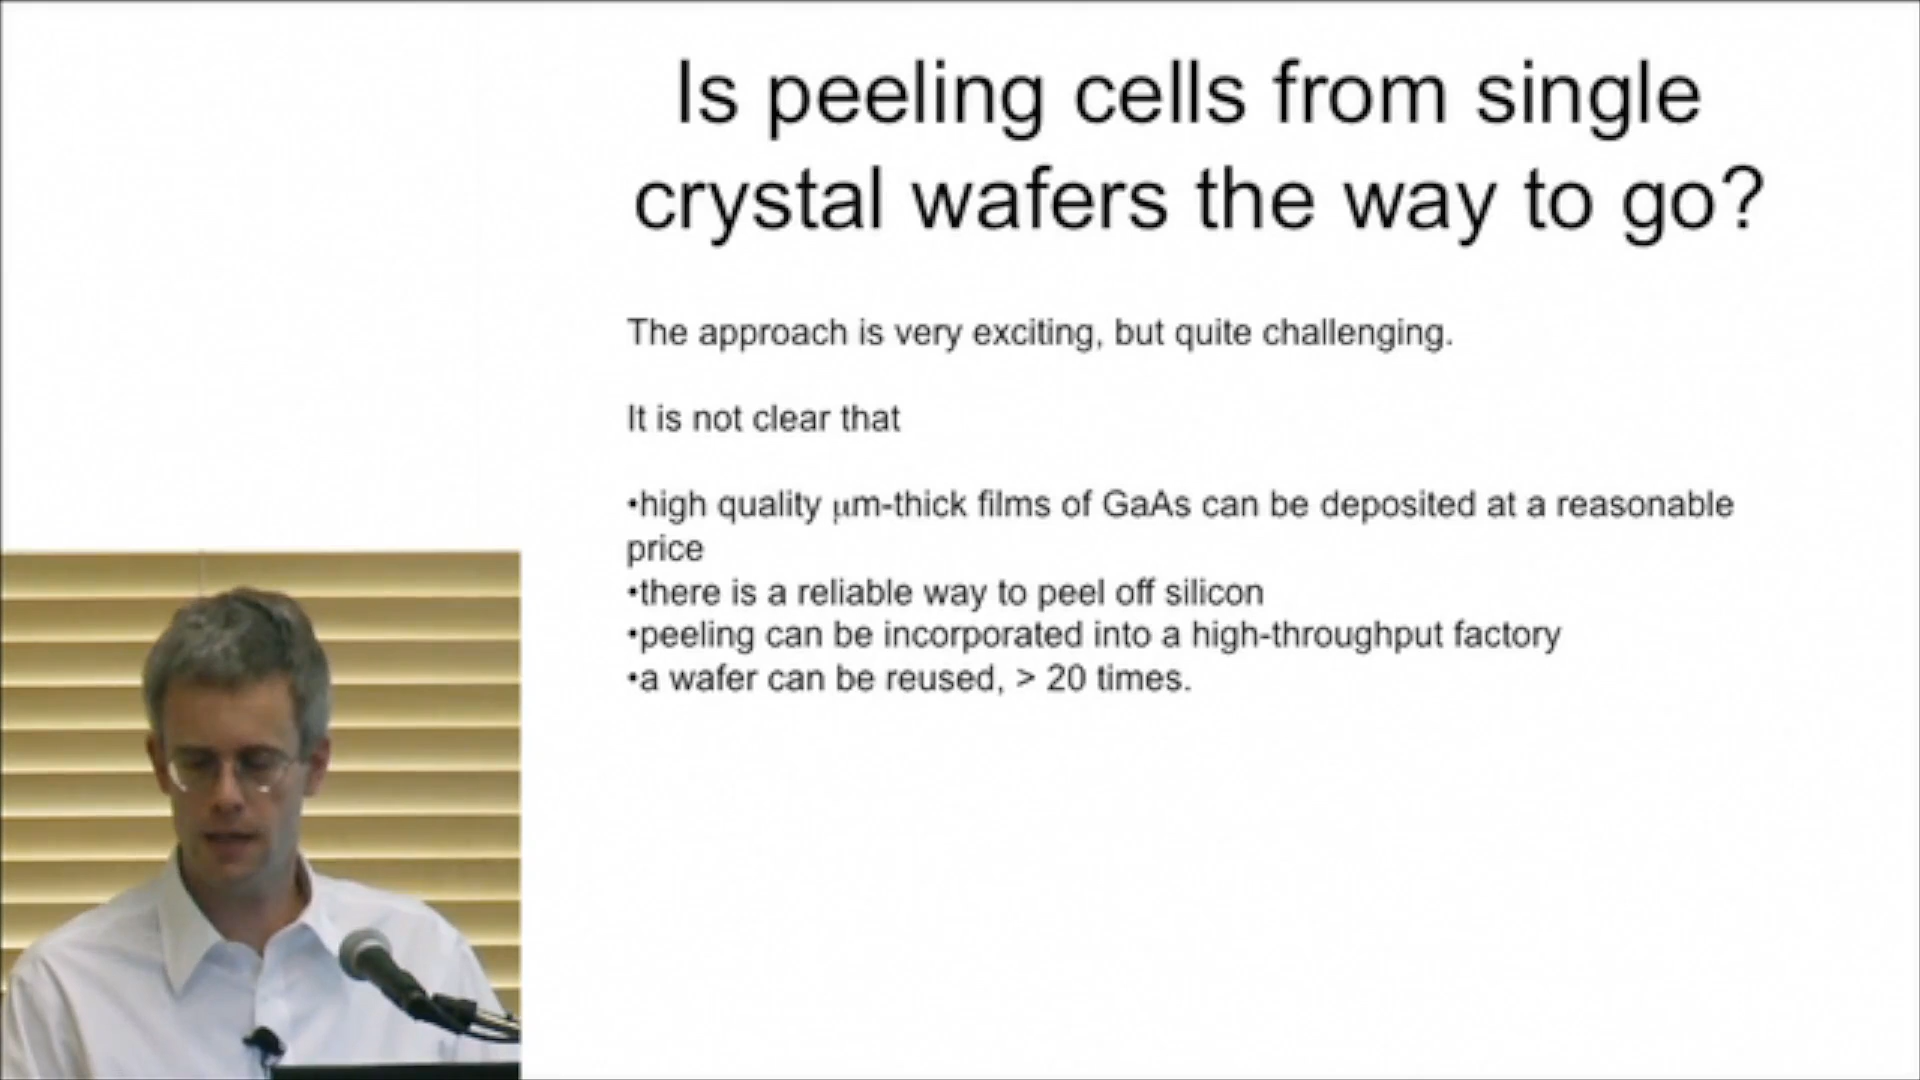 Is peeling cells from single
crystal wafers the way to go?
The approach is very exciting, but quite challenging.
It is not clear that
•high quality μm-thick films of GaAs can be deposited at a reasonable
price
•there is a reliable way to peel off silicon
•peeling can be incorporated into a high-throughput factory
•a wafer can be reused, > 20 times.